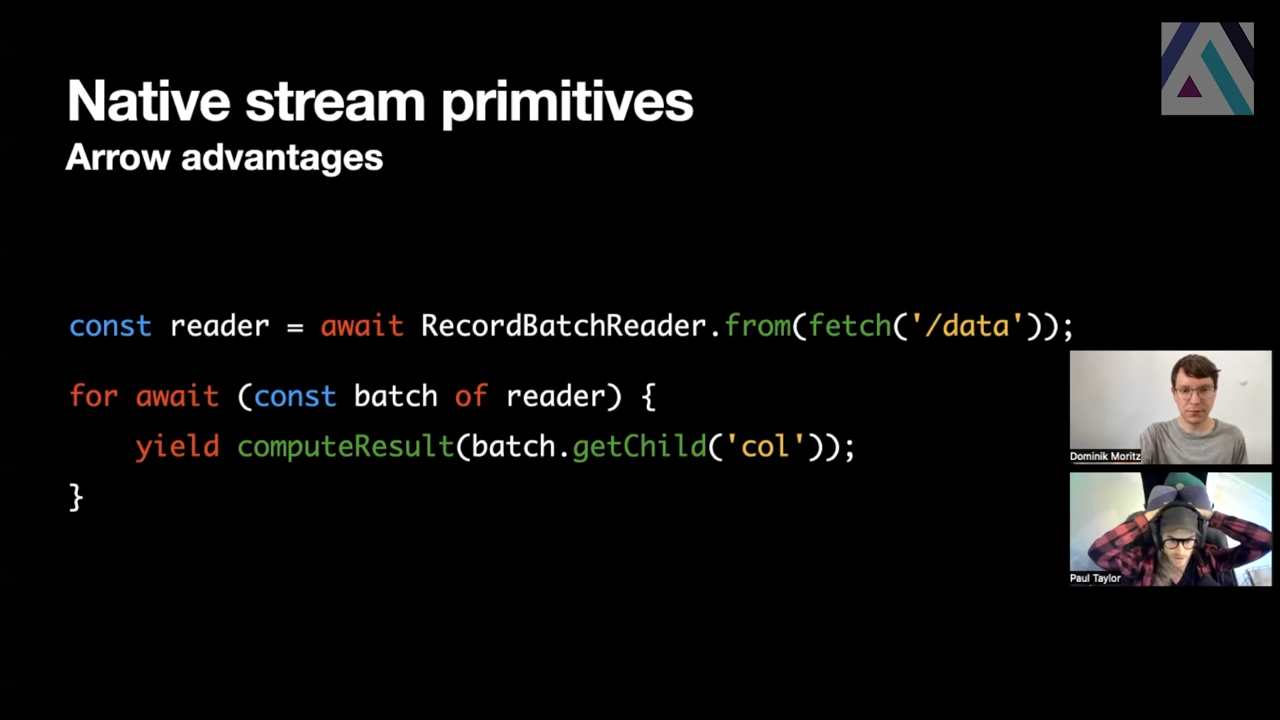 Native stream primitives
Arrow advantages
const reader = await RecordBatchReader.from(fetch('/data'));
for await (const batch of reader) {
    yield computeResult(batch.getChild('col'));
}
Dominik Moritz
Paul Taylor